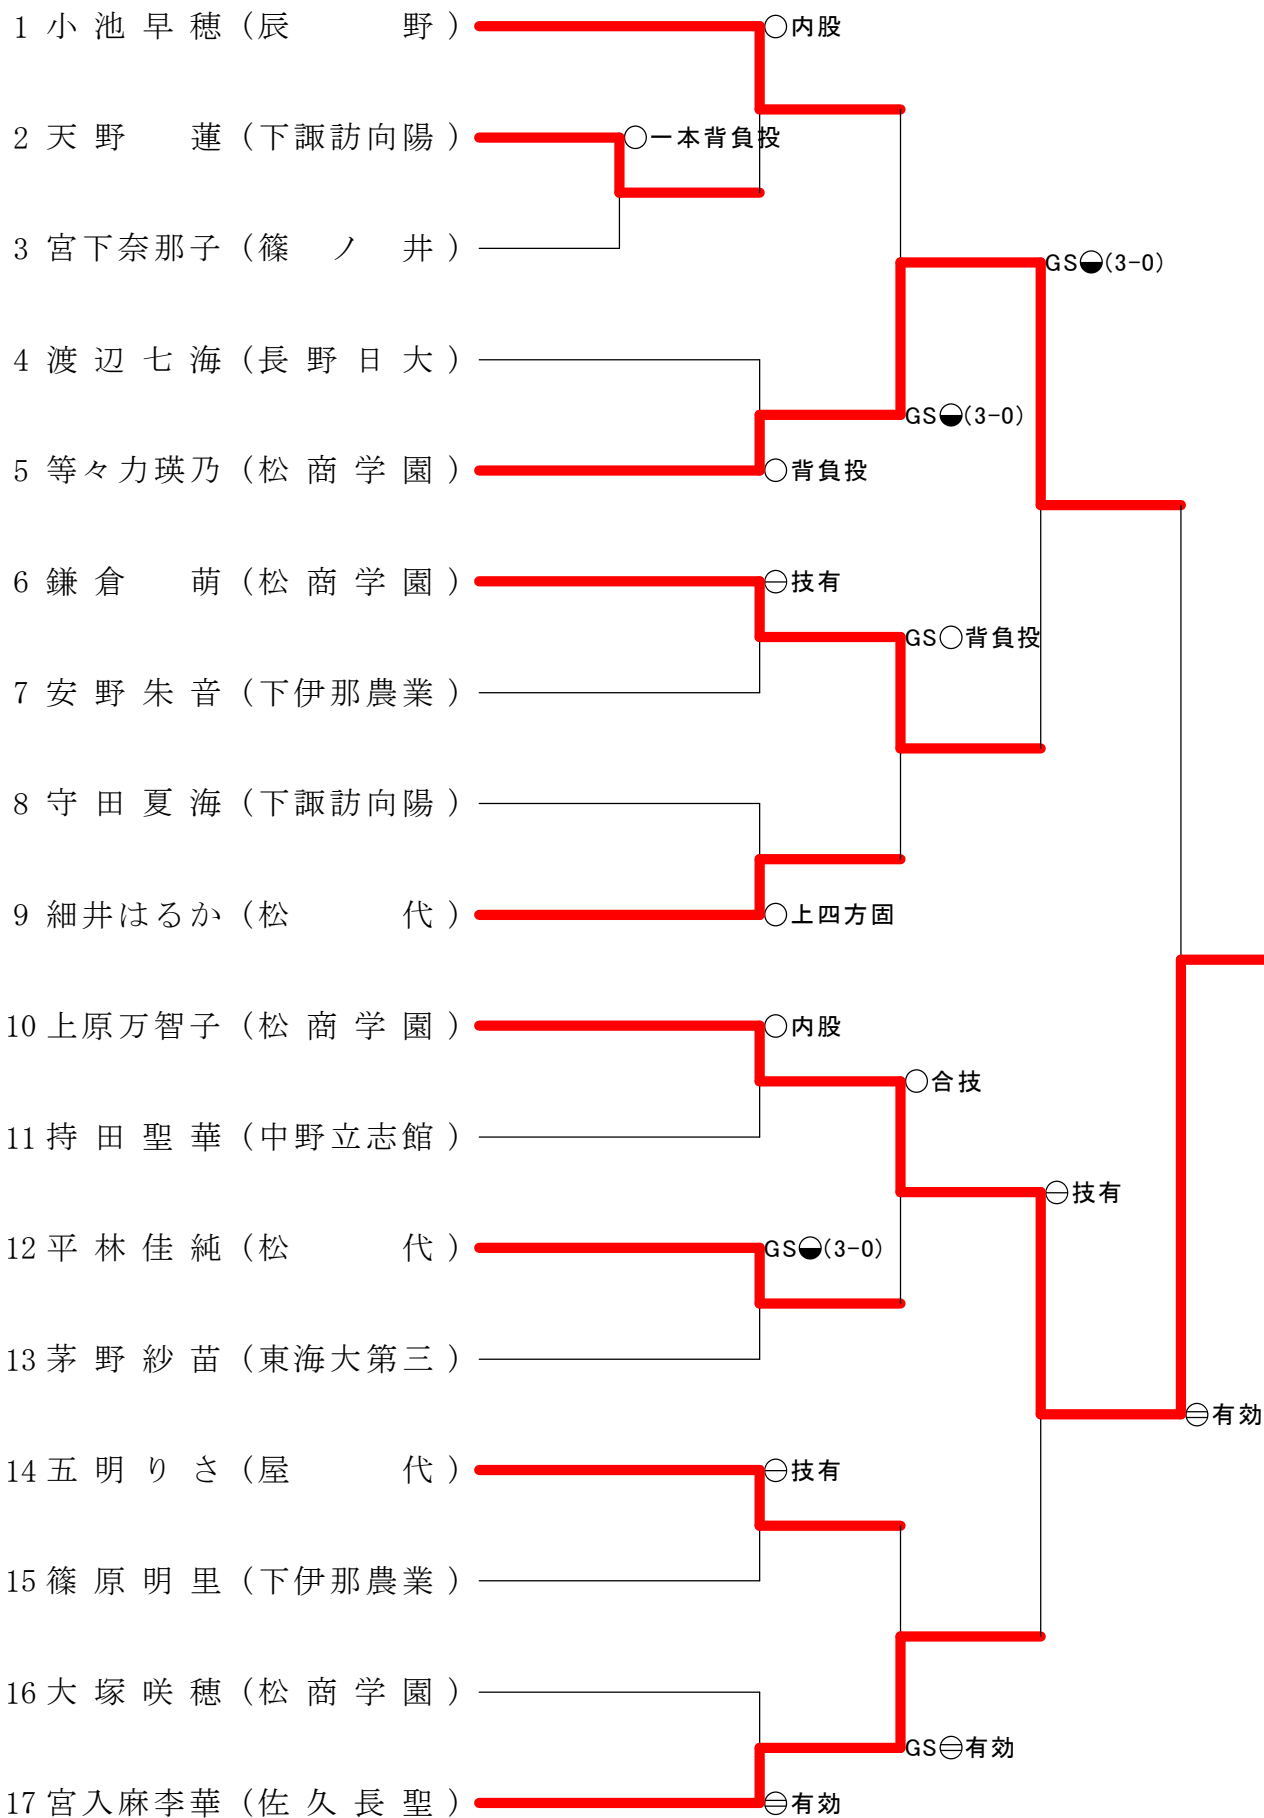 1 小池早穂（辰野） ○内股
2 天野 蓮（下諏訪向陽） ○一本背負投
3 宮下奈那子（篠ノ井）
GS◒(3-0)
4 渡辺七海（長野日大）
GS◒(3-0)
5 等々力瑛乃（松商学園） ○背負投
6 鎌倉 萌（松商学園） ⊖技有
GS○背負投
7 安野朱音（下伊那農業）
8 守田夏海（下諏訪向陽）
9 細井はるか（松代） ○上四方固
10 上原万智子（松商学園） ○内股
○合技
11 持田聖華（中野立志館）
⊖技有
12 平林佳純（松代） GS◒(3-0)
13 茅野紗苗（東海大第三）
⊜有効
14 五明りさ（屋代） ⊖技有
15 篠原明里（下伊那農業）
16 大塚咲穂（松商学園）
GS⊜有効
17 宮入麻李華（佐久長聖） ⊜有効